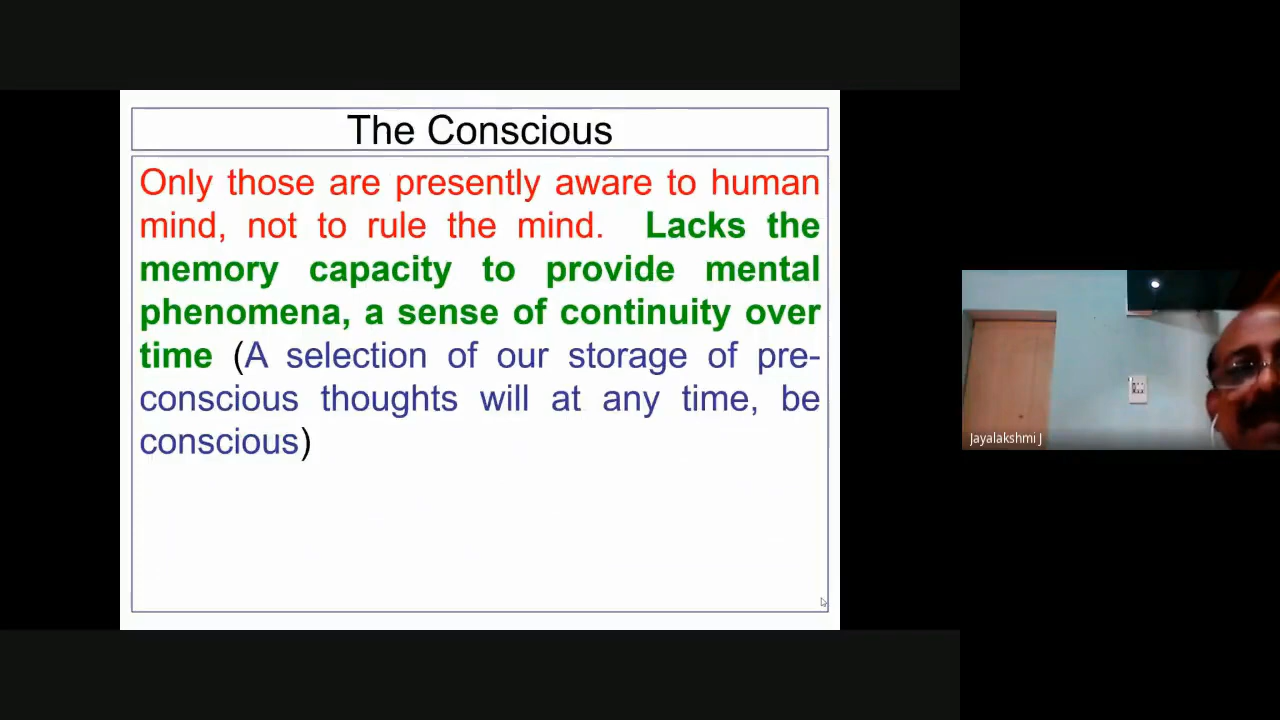 The Conscious
Only those are presently aware to human
mind, not to rule the mind. Lacks the
memory capacity to provide mental
phenomena, a sense of continuity over
time (A selection of our storage of pre-
conscious thoughts will at any time, be
conscious)
Jayalakshmi J